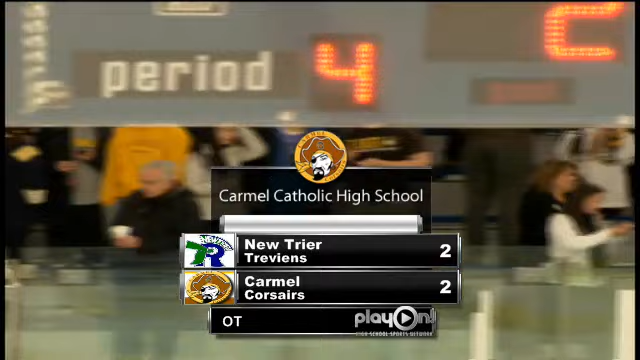 period 4
Carmel Catholic High School
New Trier
Treviens 2
Carmel
Corsairs 2
OT
playOn!
HIGH SCHOOL SPORTS NETWORK